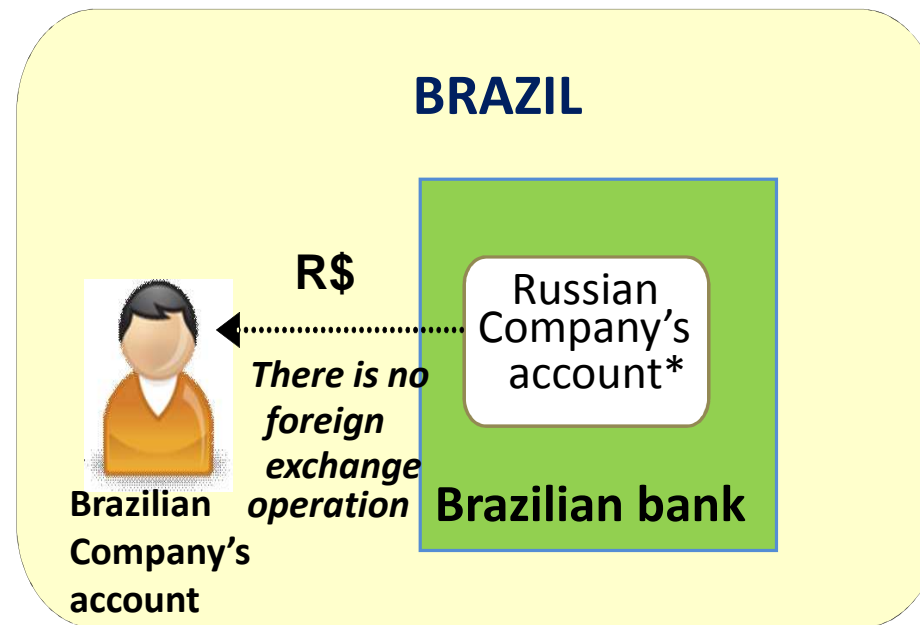 BRAZIL
R$
Russian
Company’s
account*
There is no
foreign
exchange
operation
Brazilian bank
Brazilian
Company’s
account